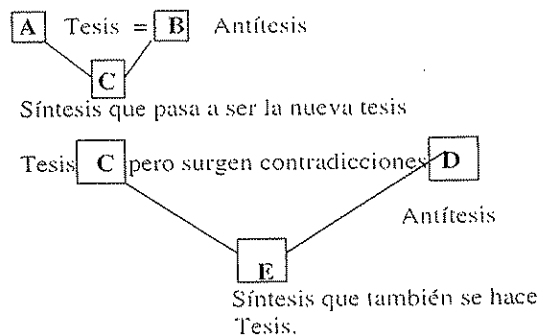 A Tesis = B Antítesis
C
Síntesis que pasa a ser la nueva tesis
Tesis C pero surgen contradicciones D
Antítesis
E
Síntesis que también se hace
Tesis.